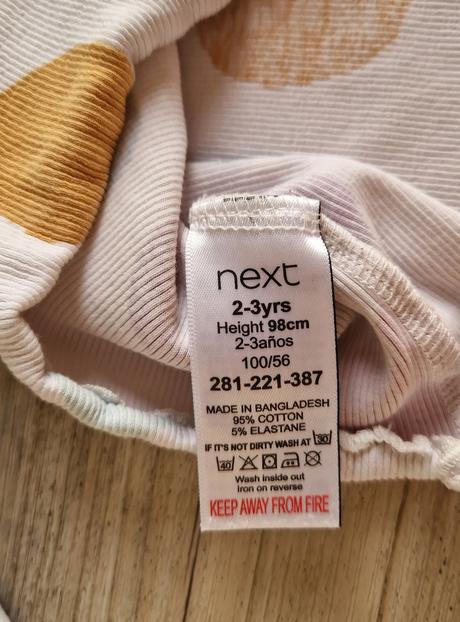 next
2-3yrs
Height 98cm
2-3años
100/56
281-221-387
MADE IN BANGLADESH
95% COTTON
5% ELASTANE
IF IT'S NOT DIRTY WASH AT 30
40
Wash inside out
Iron on reverse
KEEP AWAY FROM FIRE